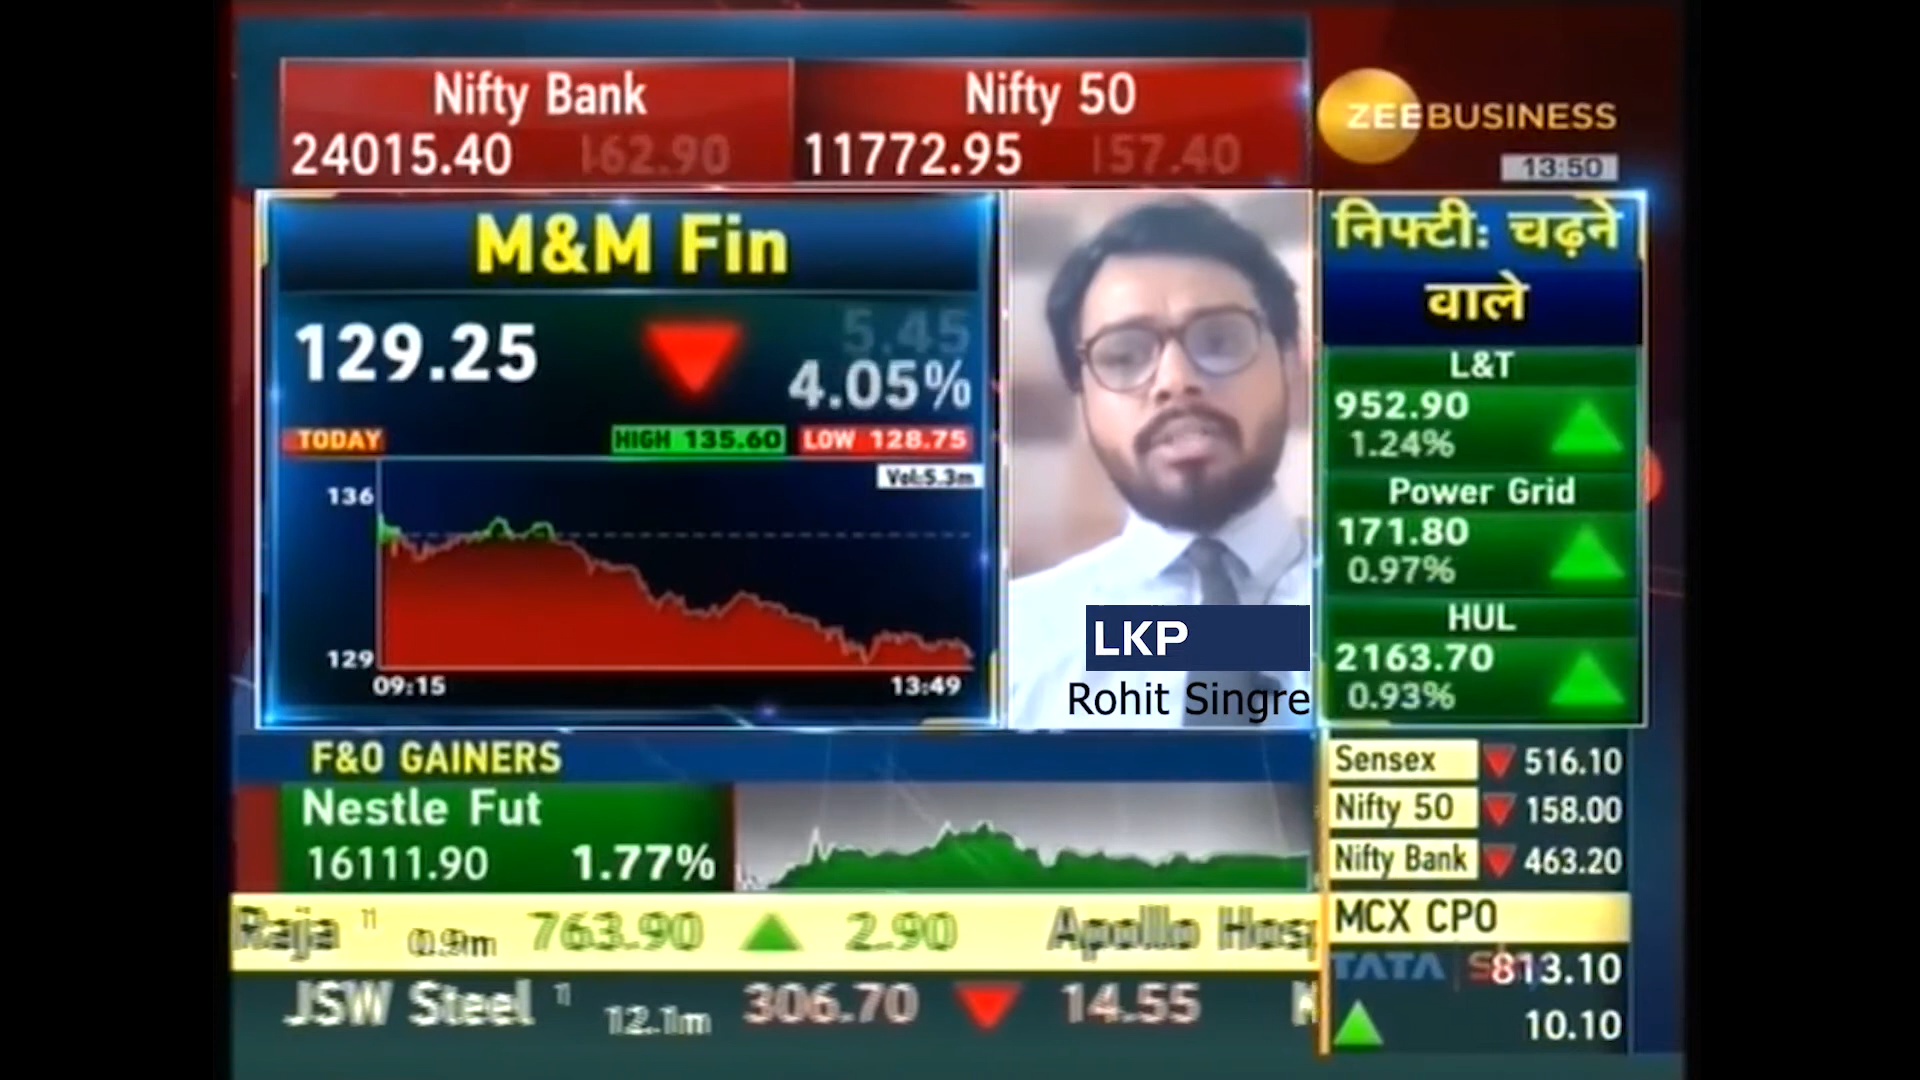 Nifty Bank
24015.40
Nifty 50
11772.95 157.40
ZEEBUSINESS
13:50
M&M Fin
129.25
5.45
4.05%
TODAY
HIGH 135.60
LOW 128.75
Vol:5.3m
136
129
09:15
13:49
LKP
Rohit Singre
निफ्टी: चढ़ने
वाले
L&T
952.90
1.24%
Power Grid
171.80
0.97%
HUL
2163.70
0.93%
F&O GAINERS
Nestle Fut
16111.90 1.77%
Sensex 516.10
Nifty 50 158.00
Nifty Bank 463.20
MCX CPO
TATA
813.10
10.10
Raja 11 0.9m 763.90 2.90 Apollo
JSW Steel 11 12.1m 306.70 14.55